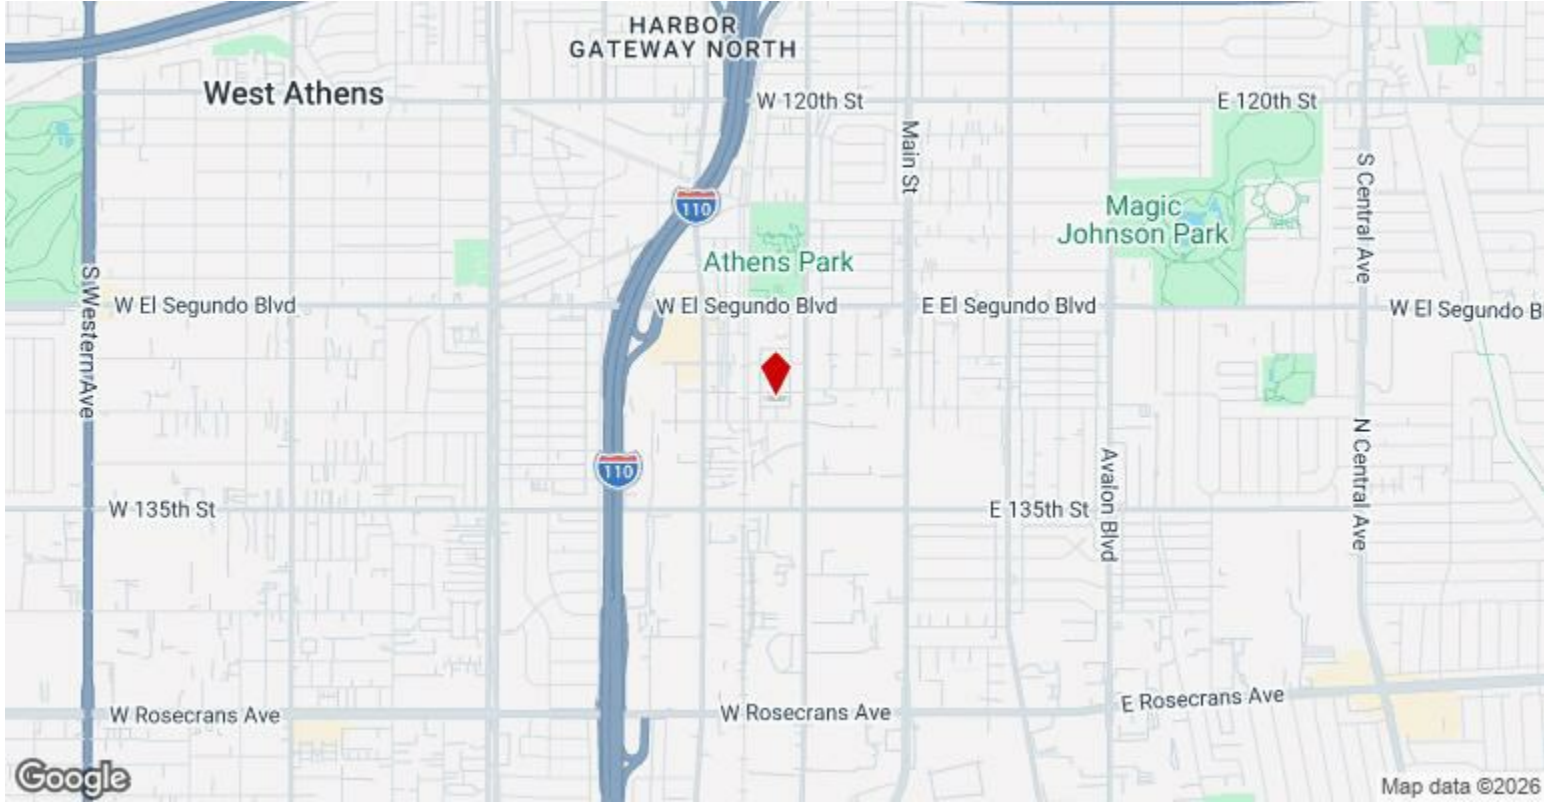 HARBOR
GATEWAY NORTH
West Athens
W 120th St
E 120th St
Main St
S Central Ave
110
Magic
Johnson Park
Athens Park
S Western Ave
W El Segundo Blvd
W El Segundo Blvd
E El Segundo Blvd
W El Segundo B
110
N Central Ave
Avalon Blvd
W 135th St
E 135th St
E Rosecrans Ave
W Rosecrans Ave
W Rosecrans Ave
Google
Map data ©2026